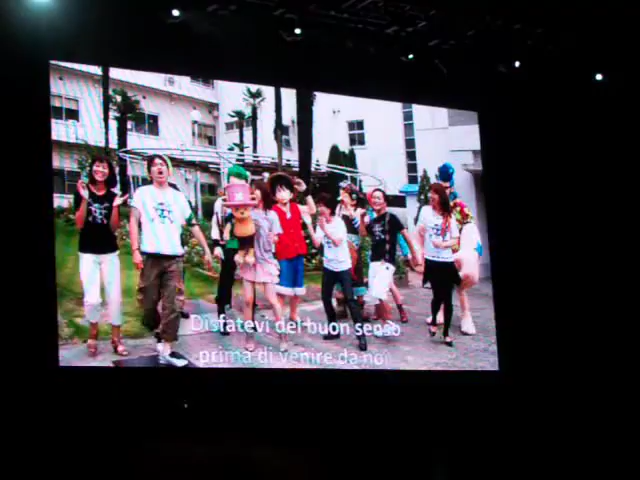 Disfatevi del buon senso
prima di venire da noi